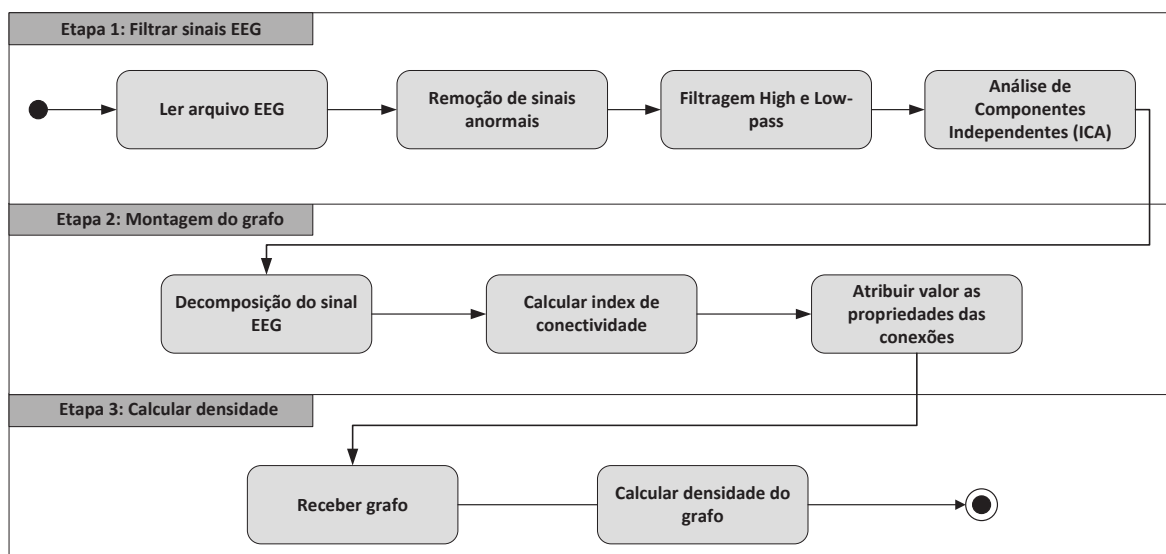 Etapa 1: Filtrar sinais EEG
Ler arquivo EEG
Remoção de sinais
anormais
Filtragem High e Low-
pass
Análise de
Componentes
Independentes (ICA)
Etapa 2: Montagem do grafo
Decomposição do sinal
EEG
Calcular index de
conectividade
Atribuir valor as
propriedades das
conexões
Etapa 3: Calcular densidade
Receber grafo
Calcular densidade do
grafo